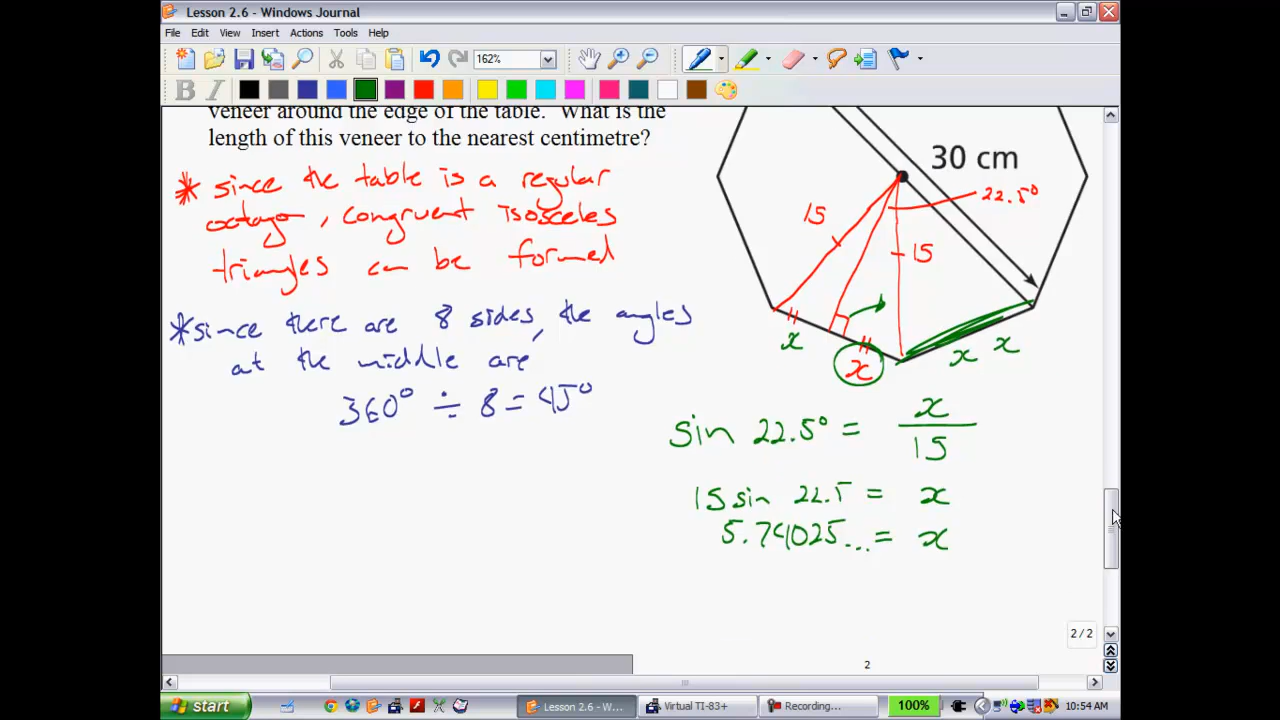 Lesson 2.6 - Windows Journal
File Edit View Insert Actions Tools Help
162%
B I
veneer around the edge of the table. What is the
length of this veneer to the nearest centimetre?
* since the table is a regular
octagon, congruent isosceles
triangles can be formed
* since there are 8 sides, the angles
at the middle are
360° ÷ 8 = 45°
30 cm
22.5°
15
15
x
x
x
x
sin 22.5° = x
15
15 sin 22.5 = x
5.74025... = x
2 / 2
2
start
Lesson 2.6 - W...
Virtual TI-83+
Recording...
100%
10:54 AM